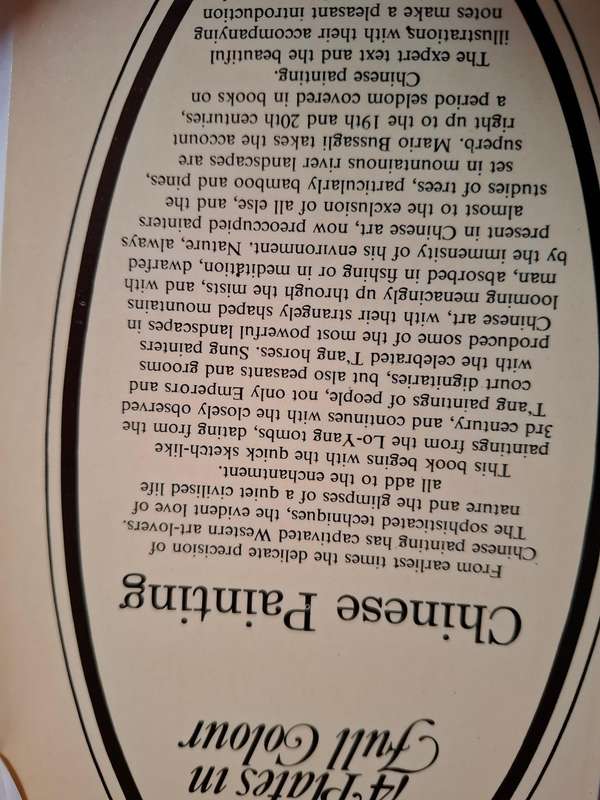 74 Plates in
Full Colour
Chinese Painting
From earliest times the delicate precision of
Chinese painting has captivated Western art-lovers.
The sophisticated techniques, the evident love of
nature and the glimpses of a quiet civilised life
all add to the enchantment.
This book begins with the quick sketch-like
paintings from the Lo-Yang tombs, dating from the
3rd century, and continues with the closely observed
T'ang paintings of people, not only Emperors and
court dignitaries, but also peasants and grooms
with the celebrated T'ang horses. Sung painters
produced some of the most powerful landscapes in
Chinese art, with their strangely shaped mountains
looming menacingly up through the mists, and with
man, absorbed in fishing or in meditation, dwarfed
by the immensity of his environment. Nature, always
present in Chinese art, now preoccupied painters
almost to the exclusion of all else, and the
studies of trees, particularly bamboo and pines,
set in mountainous river landscapes are
superb. Mario Bussagli takes the account
right up to the 19th and 20th centuries,
a period seldom covered in books on
Chinese painting.
The expert text and the beautiful
illustrations, with their accompanying
notes make a pleasant introduction